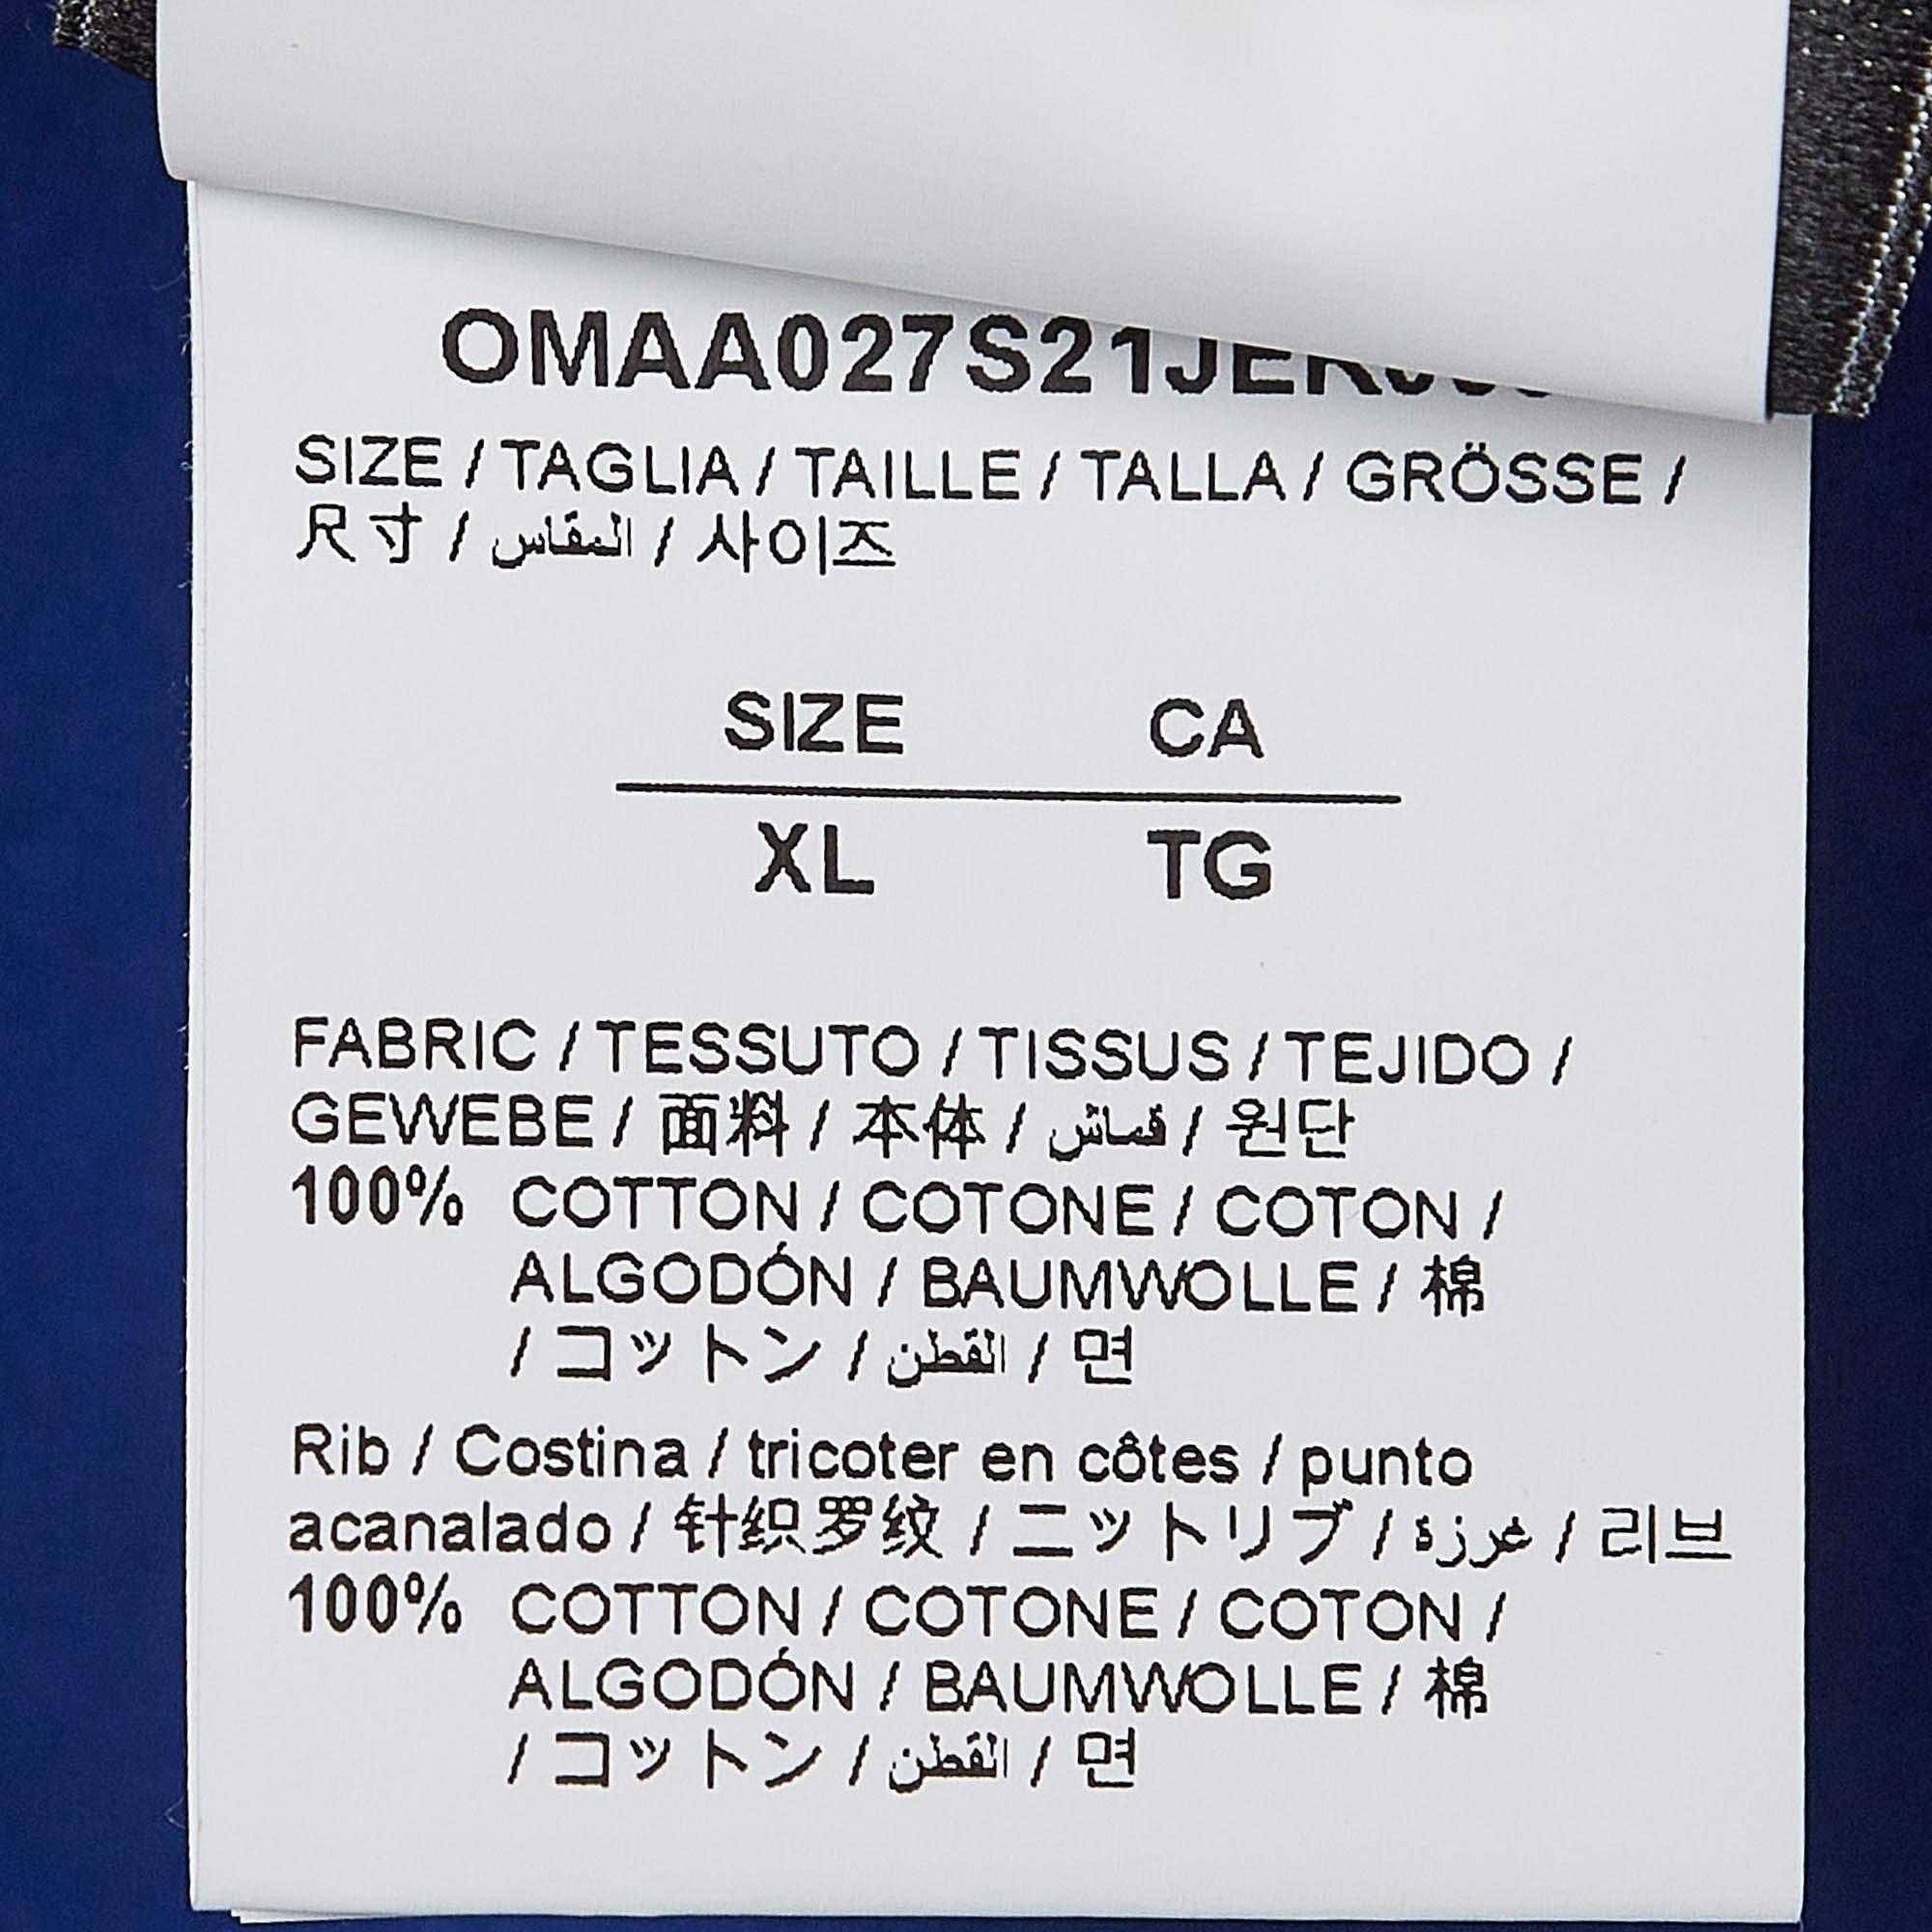 SIZE / TAGLIA / TAILLE / TALLA / GRÖSSE /
尺寸 / المقاس / 사이즈
SIZE CA
XL TG
FABRIC / TESSUTO / TISSUS / TEJIDO /
GEWEBE / 面料 / 本体 / قماش / 원단
100% COTTON / COTONE / COTON /
ALGODÓN / BAUMWOLLE / 棉
/ コットン / القطن / 면
Rib / Costina / tricoter en côtes / punto
acanalado / 针织罗纹 / ニットリブ / غرزة / 리브
100% COTTON / COTONE / COTON /
ALGODÓN / BAUMWOLLE / 棉
/ コットン / القطن / 면